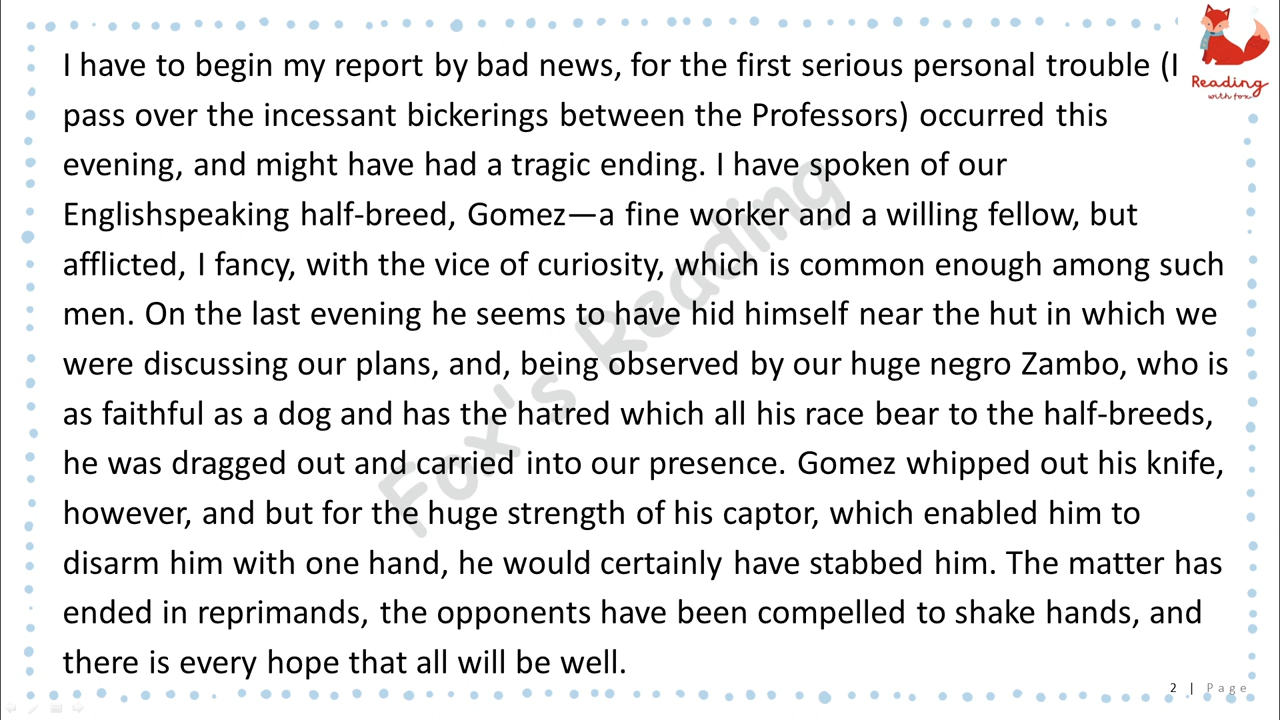 I have to begin my report by bad news, for the first serious personal trouble (I
pass over the incessant bickerings between the Professors) occurred this
evening, and might have had a tragic ending. I have spoken of our
Englishspeaking half-breed, Gomez—a fine worker and a willing fellow, but
afflicted, I fancy, with the vice of curiosity, which is common enough among such
men. On the last evening he seems to have hid himself near the hut in which we
were discussing our plans, and, being observed by our huge negro Zambo, who is
as faithful as a dog and has the hatred which all his race bear to the half-breeds,
he was dragged out and carried into our presence. Gomez whipped out his knife,
however, and but for the huge strength of his captor, which enabled him to
disarm him with one hand, he would certainly have stabbed him. The matter has
ended in reprimands, the opponents have been compelled to shake hands, and
there is every hope that all will be well.
Reading
with fox
Fox's Reading
2 | Page